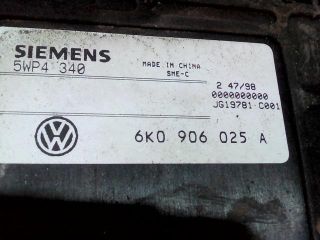 SIEMENS
5WP4 340
MADE IN CHINA
SME-C
2 47/98
0000000000
JG19781 C001
6K0 906 025 A